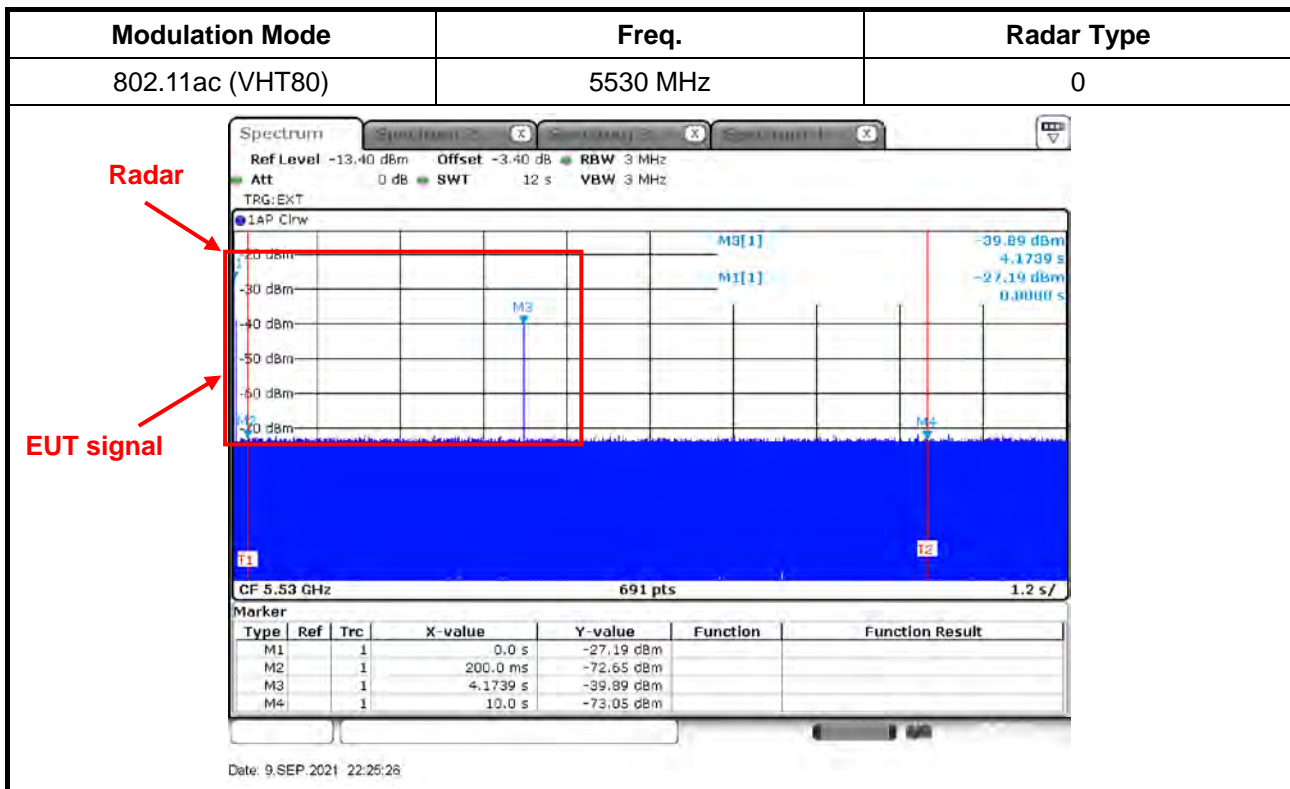 Modulation Mode Freq. Radar Type
802.11ac (VHT80) 5530 MHz 0
Spectrum
Ref Level -13.40 dBm Offset -3.40 dB RBW 3 MHz
Att 0 dB SWT 12 s VBW 3 MHz
TRG:EXT
1AP Clrw
Radar
EUT signal
M3[1] -39.89 dBm
4.1739 s
M1[1] -27.19 dBm
0.0000 s
-20 dBm
-30 dBm
M3
-40 dBm
-50 dBm
-60 dBm
M2
-70 dBm
M4
T1
T2
CF 5.53 GHz 691 pts 1.2 s/
Marker
Type Ref Trc X-value Y-value Function Function Result
M1 1 0.0 s -27.19 dBm
M2 1 200.0 ms -72.65 dBm
M3 1 4.1739 s -39.89 dBm
M4 1 10.0 s -73.05 dBm
Date: 9.SEP.2021 22:25:26